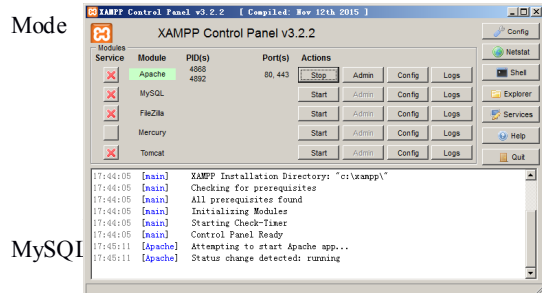 Mode
XAMPP Control Panel v3.2.2 [ Compiled: Nov 12th 2015 ]
XAMPP Control Panel v3.2.2
Config
Modules
Service Module PID(s) Port(s) Actions
Netstat
Apache 4868 4892 80, 443 Stop Admin Config Logs
Shell
MySQL Start Admin Config Logs
Explorer
FileZilla Start Admin Config Logs
Services
Mercury Start Admin Config Logs
Help
Tomcat Start Admin Config Logs
Quit
17:44:05 [main] XAMPP Installation Directory: "c:\xampp\"
17:44:05 [main] Checking for prerequisites
17:44:05 [main] All prerequisites found
17:44:05 [main] Initializing Modules
17:44:05 [main] Starting Check-Timer
17:44:05 [main] Control Panel Ready
MySQL
17:45:11 [Apache] Attempting to start Apache app...
17:45:11 [Apache] Status change detected: running